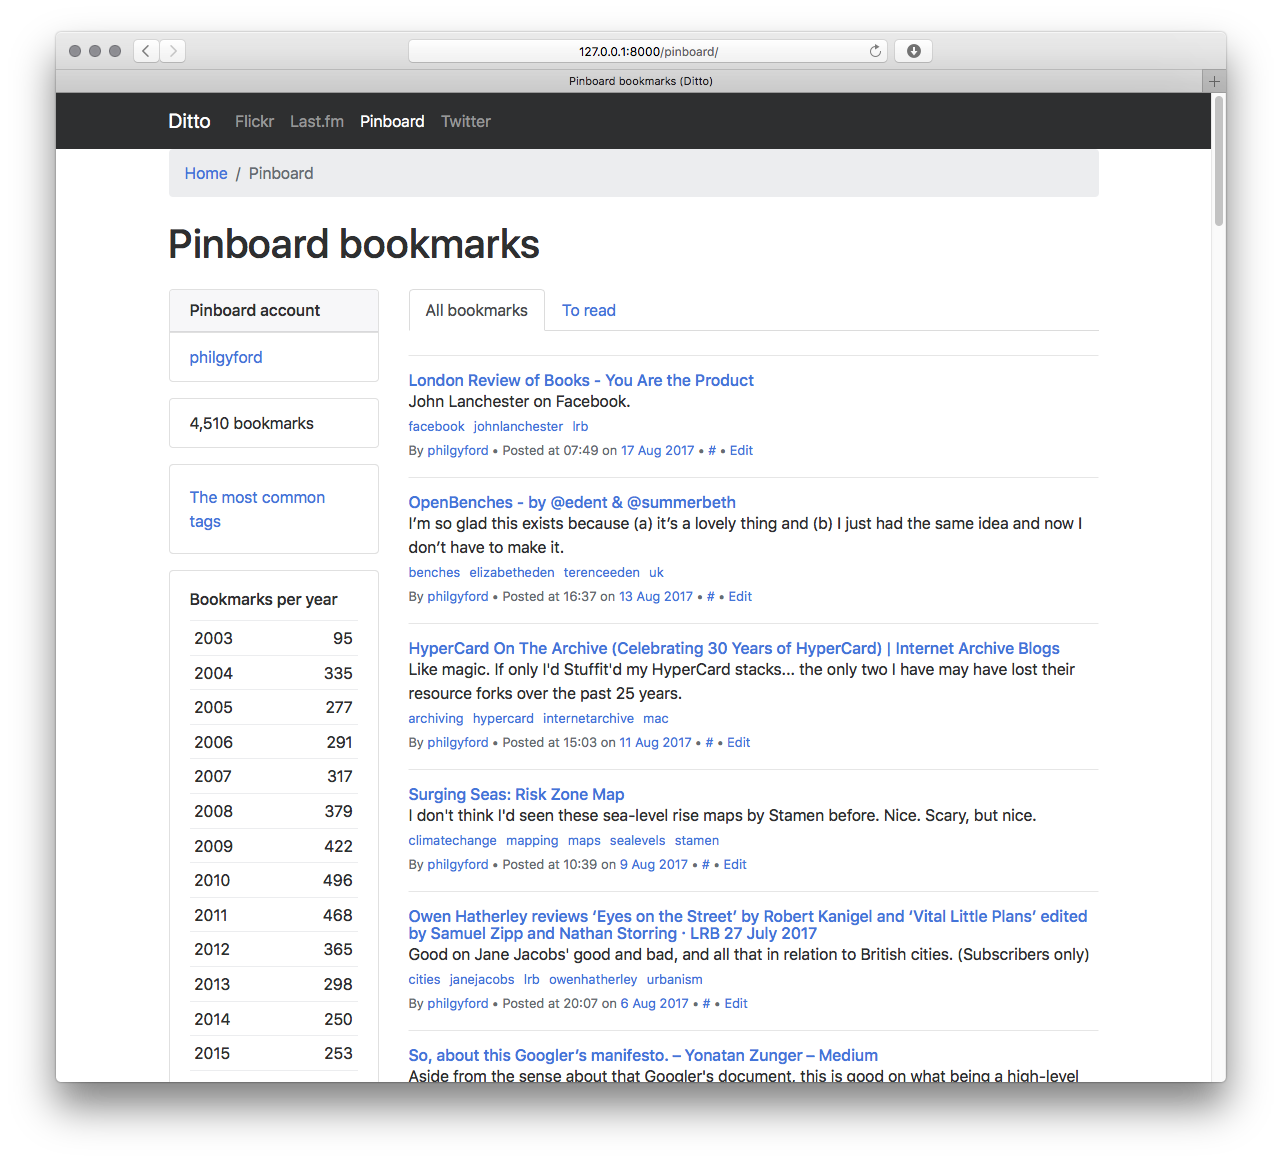 127.0.0.1:8000/pinboard/
Pinboard bookmarks (Ditto)
Ditto Flickr Last.fm Pinboard Twitter
Home / Pinboard
Pinboard bookmarks
Pinboard account
philgyford
4,510 bookmarks
The most common
tags
Bookmarks per year
2003 95
2004 335
2005 277
2006 291
2007 317
2008 379
2009 422
2010 496
2011 468
2012 365
2013 298
2014 250
2015 253
All bookmarks To read
London Review of Books - You Are the Product
John Lanchester on Facebook.
facebook johnlanchester lrb
By philgyford • Posted at 07:49 on 17 Aug 2017 • # • Edit
OpenBenches - by @edent & @summerbeth
I’m so glad this exists because (a) it’s a lovely thing and (b) I just had the same idea and now I
don’t have to make it.
benches elizabetheden terenceeden uk
By philgyford • Posted at 16:37 on 13 Aug 2017 • # • Edit
HyperCard On The Archive (Celebrating 30 Years of HyperCard) | Internet Archive Blogs
Like magic. If only I'd Stuffit'd my HyperCard stacks… the only two I have may have lost their
resource forks over the past 25 years.
archiving hypercard internetarchive mac
By philgyford • Posted at 15:03 on 11 Aug 2017 • # • Edit
Surging Seas: Risk Zone Map
I don't think I'd seen these sea-level rise maps by Stamen before. Nice. Scary, but nice.
climatechange mapping maps sealevels stamen
By philgyford • Posted at 10:39 on 9 Aug 2017 • # • Edit
Owen Hatherley reviews ‘Eyes on the Street’ by Robert Kanigel and ‘Vital Little Plans’ edited
by Samuel Zipp and Nathan Storring · LRB 27 July 2017
Good on Jane Jacobs' good and bad, and all that in relation to British cities. (Subscribers only)
cities janejacobs lrb owenhatherley urbanism
By philgyford • Posted at 20:07 on 6 Aug 2017 • # • Edit
So, about this Googler’s manifesto. – Yonatan Zunger – Medium
Aside from the sense about that Googler's document, this is good on what being a high-level